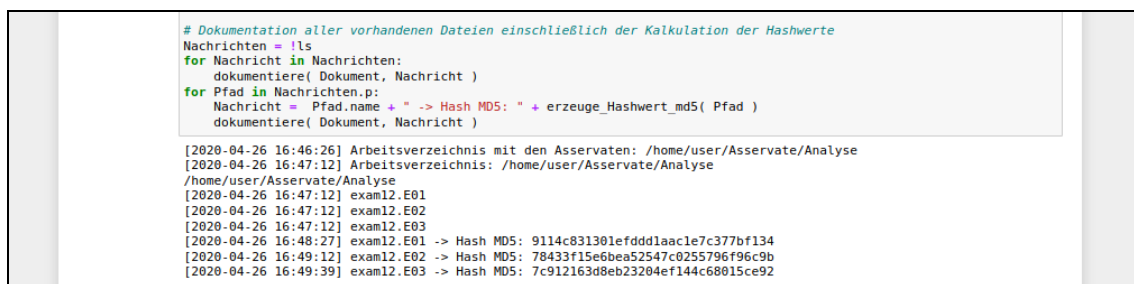 # Dokumentation aller vorhandenen Dateien einschließlich der Kalkulation der Hashwerte
Nachrichten = !ls
for Nachricht in Nachrichten:
    dokumentiere( Dokument, Nachricht )
for Pfad in Nachrichten.p:
    Nachricht =  Pfad.name + " -> Hash MD5: " + erzeuge_Hashwert_md5( Pfad )
    dokumentiere( Dokument, Nachricht )
[2020-04-26 16:46:26] Arbeitsverzeichnis mit den Asservaten: /home/user/Asservate/Analyse
[2020-04-26 16:47:12] Arbeitsverzeichnis: /home/user/Asservate/Analyse
/home/user/Asservate/Analyse
[2020-04-26 16:47:12] exam12.E01
[2020-04-26 16:47:12] exam12.E02
[2020-04-26 16:47:12] exam12.E03
[2020-04-26 16:48:27] exam12.E01 -> Hash MD5: 9114c831301efddd1aac1e7c377bf134
[2020-04-26 16:49:12] exam12.E02 -> Hash MD5: 78433f15e6bea52547c0255796f96c9b
[2020-04-26 16:49:39] exam12.E03 -> Hash MD5: 7c912163d8eb23204ef144c68015ce92